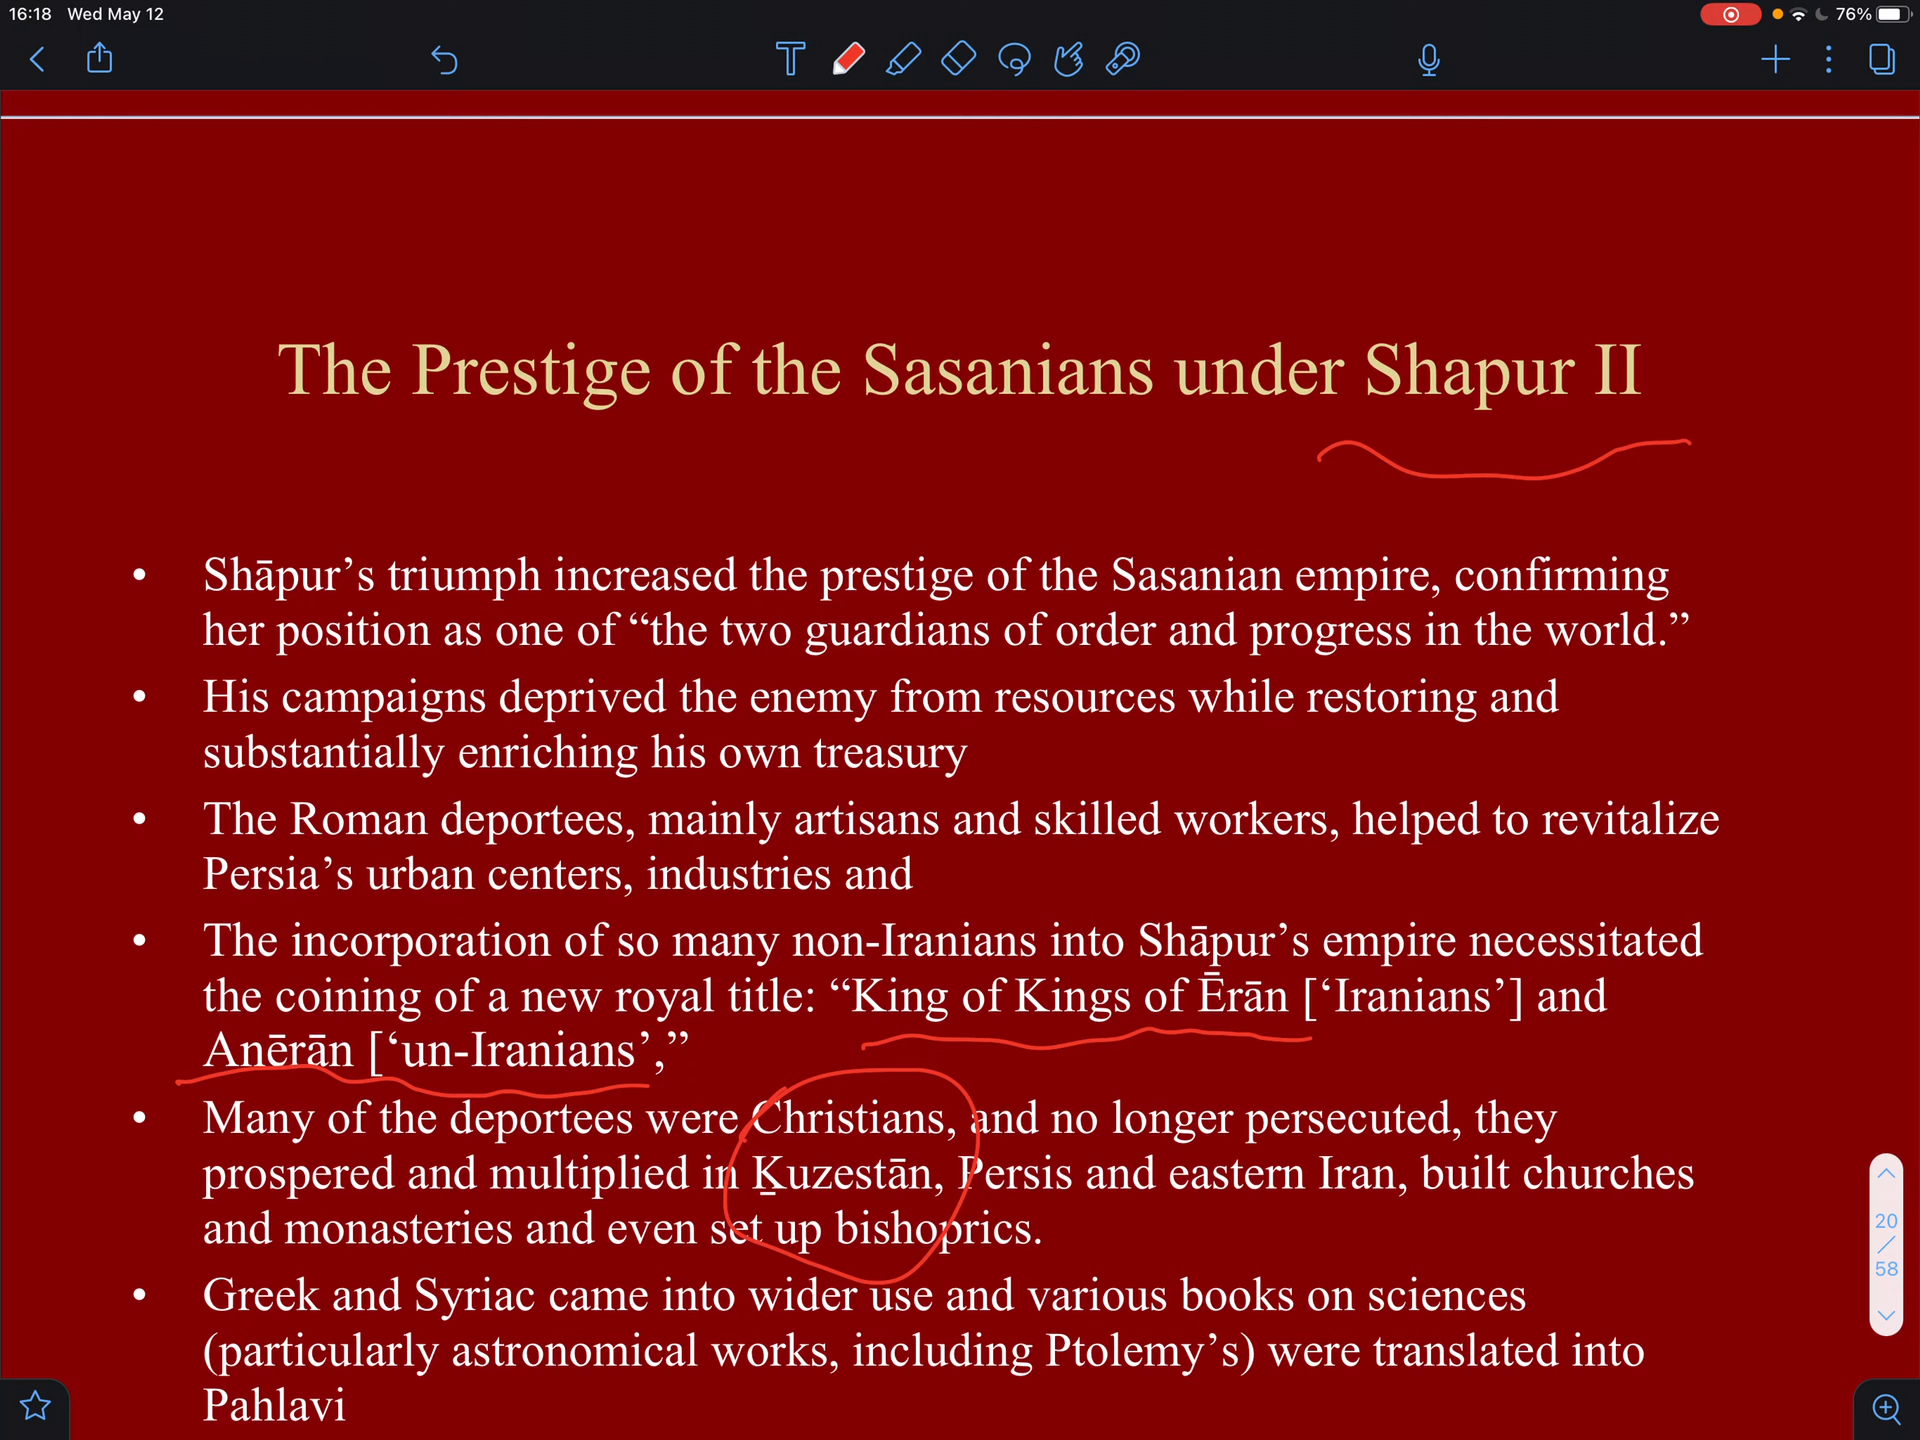 16:18 Wed May 12
76%
The Prestige of the Sasanians under Shapur II
• Shāpur’s triumph increased the prestige of the Sasanian empire, confirming
her position as one of “the two guardians of order and progress in the world.”
• His campaigns deprived the enemy from resources while restoring and
substantially enriching his own treasury
• The Roman deportees, mainly artisans and skilled workers, helped to revitalize
Persia’s urban centers, industries and
• The incorporation of so many non-Iranians into Shāpur’s empire necessitated
the coining of a new royal title: “King of Kings of Ērān [‘Iranians’] and
Anērān [‘un-Iranians’,”
• Many of the deportees were Christians, and no longer persecuted, they
prospered and multiplied in Ḵuzestān, Persis and eastern Iran, built churches
and monasteries and even set up bishoprics.
• Greek and Syriac came into wider use and various books on sciences
(particularly astronomical works, including Ptolemy’s) were translated into
Pahlavi
20
/
58